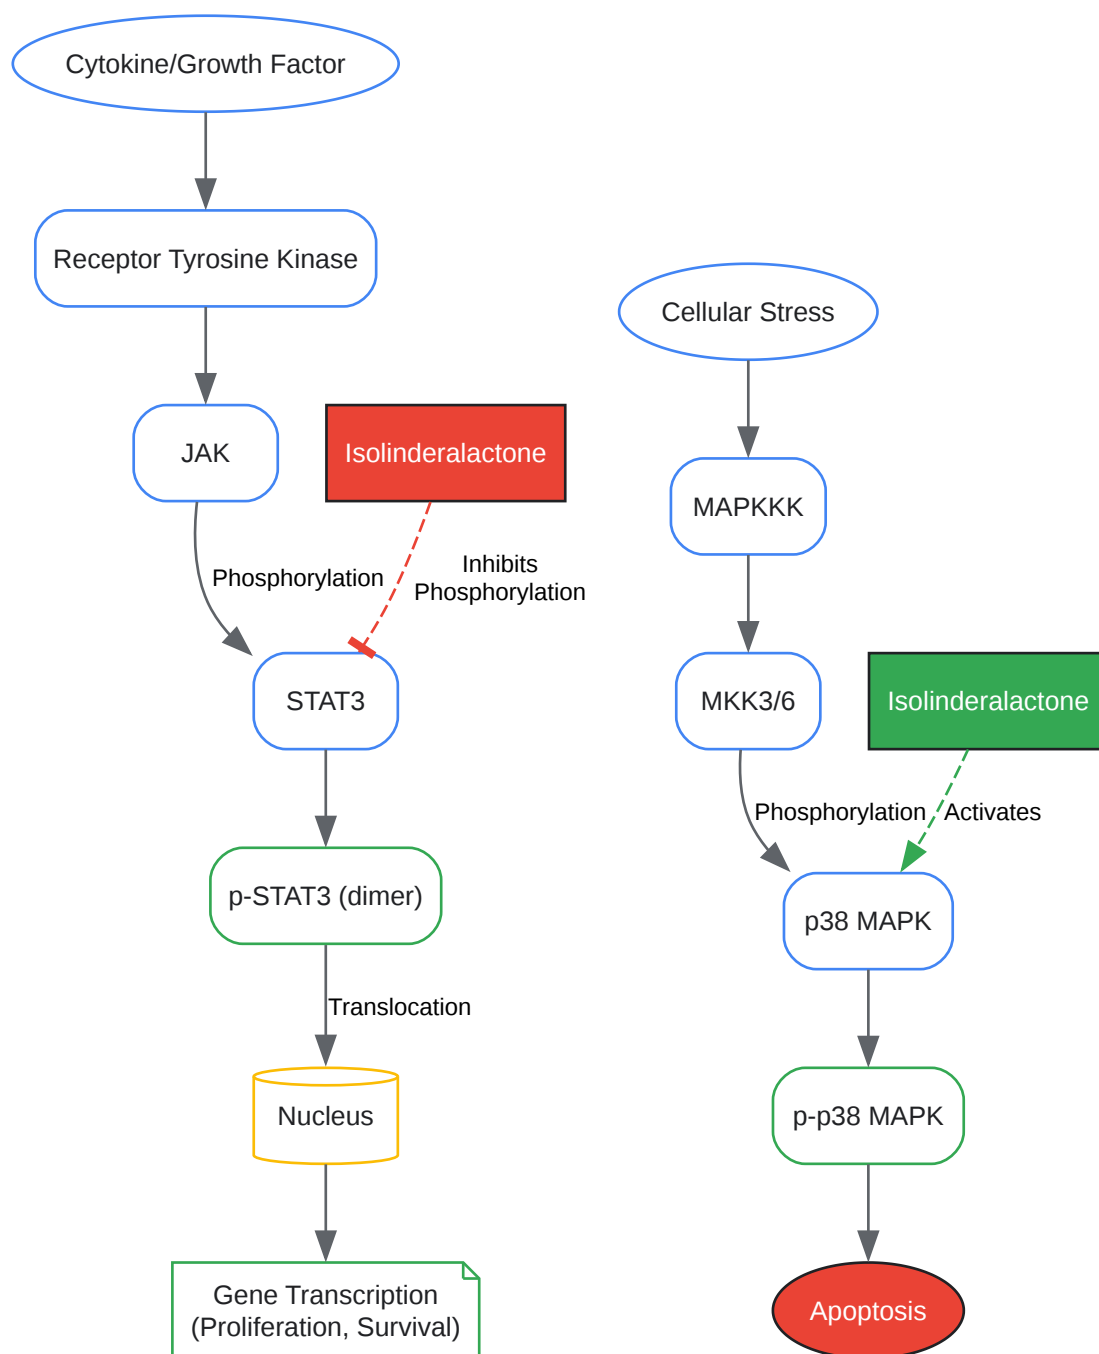 Cytokine/Growth Factor
Receptor Tyrosine Kinase
JAK
Isolinderalactone
Phosphorylation
Inhibits
Phosphorylation
STAT3
p-STAT3 (dimer)
Translocation
Nucleus
Gene Transcription
(Proliferation, Survival)
Cellular Stress
MAPKKK
MKK3/6
Isolinderalactone
Phosphorylation
Activates
p38 MAPK
p-p38 MAPK
Apoptosis